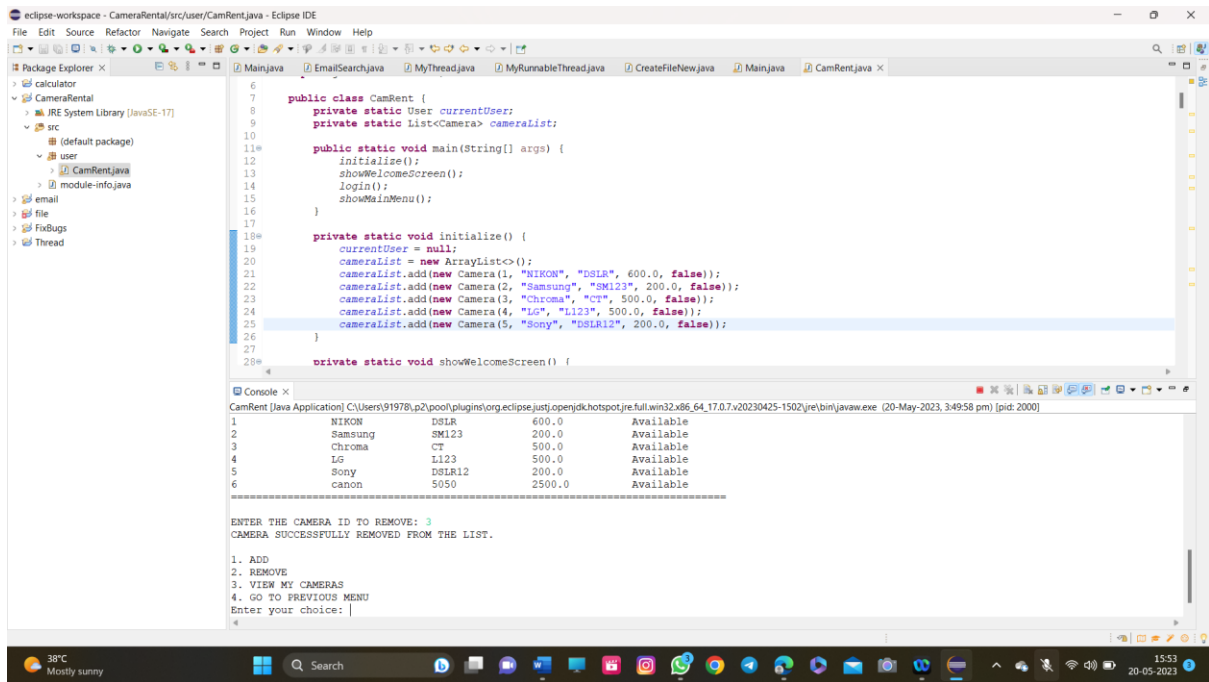 eclipse-workspace - CameraRental/src/user/CamRent.java - Eclipse IDE
File Edit Source Refactor Navigate Search Project Run Window Help
Package Explorer
Main.java EmailSearch.java MyThread.java MyRunnableThread.java CreateFileNew.java Main.java CamRent.java
calculator
CameraRental
JRE System Library [JavaSE-17]
src
(default package)
user
CamRent.java
module-info.java
email
file
FixBugs
Thread
6
7 public class CamRent {
8 private static User currentUser;
9 private static List<Camera> cameraList;
10
11 public static void main(String[] args) {
12 initialize();
13 showWelcomeScreen();
14 login();
15 showMainMenu();
16 }
17
18 private static void initialize() {
19 currentUser = null;
20 cameraList = new ArrayList<>();
21 cameraList.add(new Camera(1, "NIKON", "DSLR", 600.0, false));
22 cameraList.add(new Camera(2, "Samsung", "SM123", 200.0, false));
23 cameraList.add(new Camera(3, "Chroma", "CT", 500.0, false));
24 cameraList.add(new Camera(4, "LG", "L123", 500.0, false));
25 cameraList.add(new Camera(5, "Sony", "DSLR12", 200.0, false));
26 }
27
28 private static void showWelcomeScreen() {
Console
CamRent [Java Application] C:\Users\91978\.p2\pool\plugins\org.eclipse.justj.openjdk.hotspot.jre.full.win32.x86_64_17.0.7.v20230425-1502\jre\bin\javaw.exe (20-May-2023, 3:49:58 pm) [pid: 2000]
1 NIKON DSLR 600.0 Available
2 Samsung SM123 200.0 Available
3 Chroma CT 500.0 Available
4 LG L123 500.0 Available
5 Sony DSLR12 200.0 Available
6 canon 5050 2500.0 Available
ENTER THE CAMERA ID TO REMOVE: 3
CAMERA SUCCESSFULLY REMOVED FROM THE LIST.
1. ADD
2. REMOVE
3. VIEW MY CAMERAS
4. GO TO PREVIOUS MENU
Enter your choice:
38°C
Mostly sunny
Search
3
15:53
20-05-2023
3